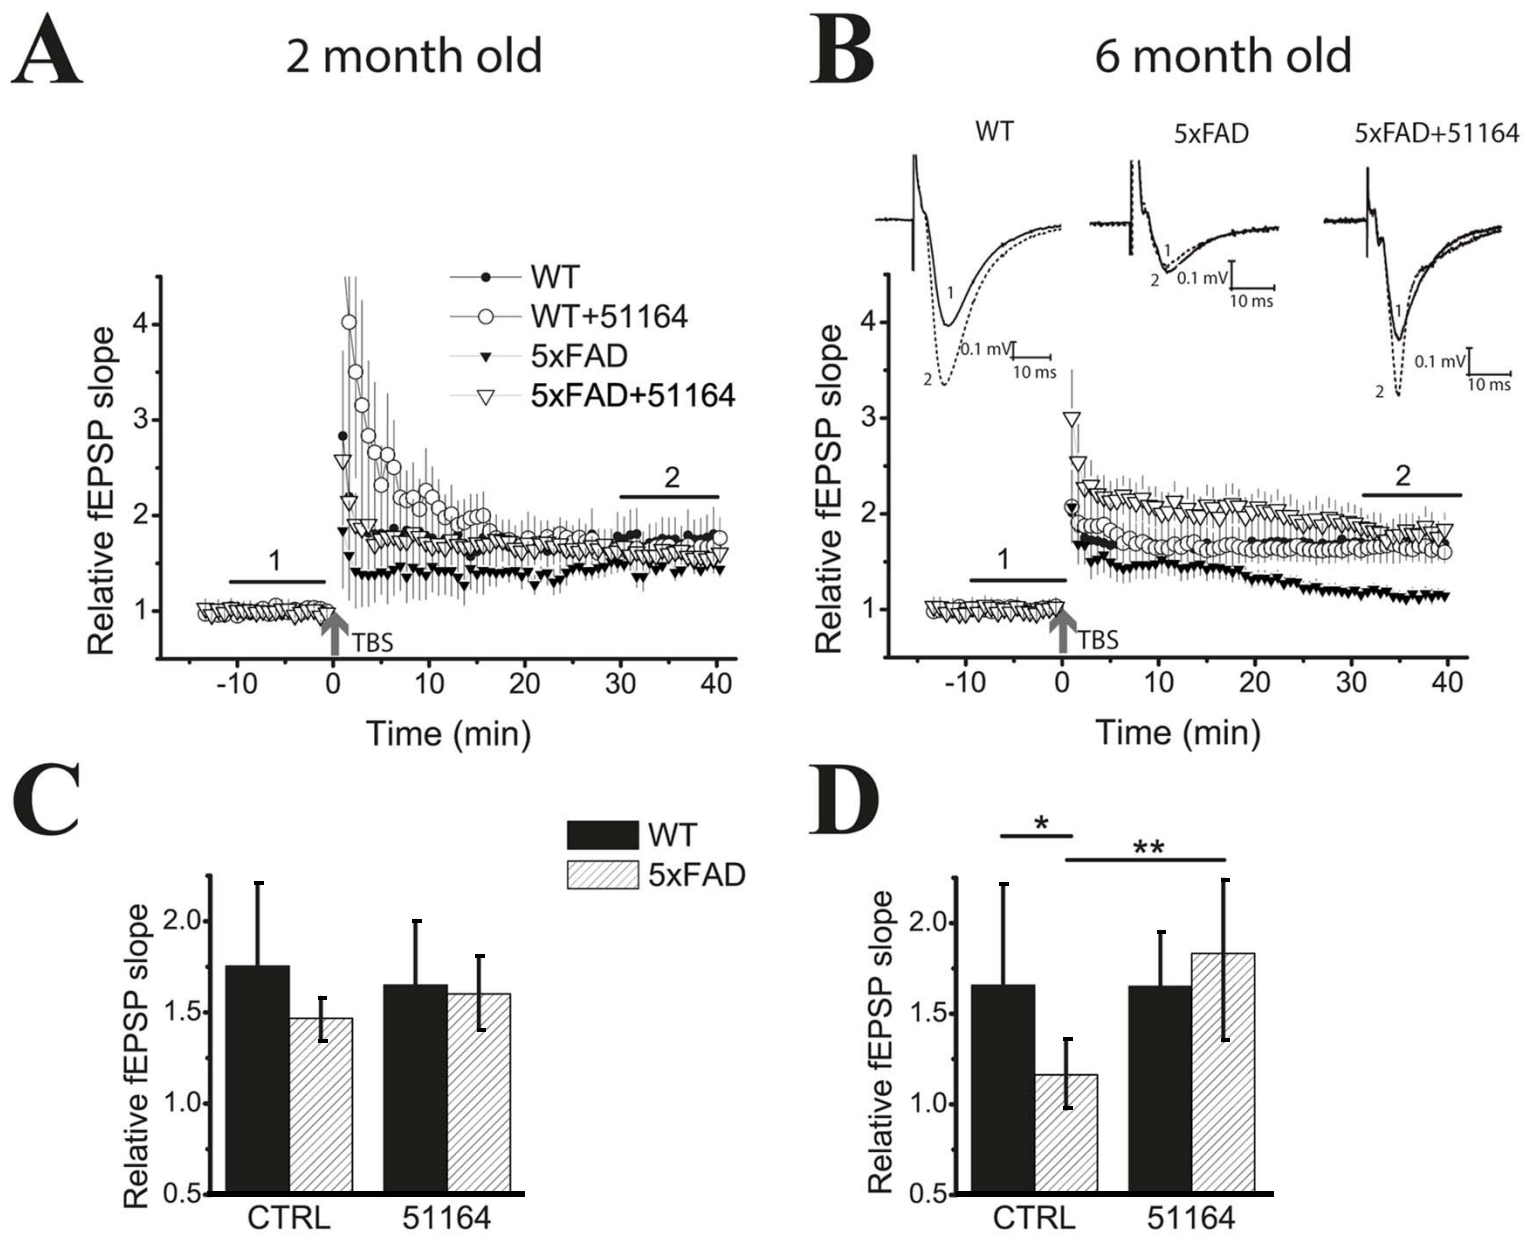 A
2 month old
B
6 month old
WT
5xFAD
5xFAD+51164
1
2
0.1 mV
10 ms
1
2
0.1 mV
10 ms
1
2
0.1 mV
10 ms
WT
WT+51164
5xFAD
5xFAD+51164
Relative fEPSP slope
4
3
2
1
1
2
TBS
-10 0 10 20 30 40
Time (min)
Relative fEPSP slope
4
3
2
1
1
2
TBS
-10 0 10 20 30 40
Time (min)
C
WT
5xFAD
Relative fEPSP slope
2.0
1.5
1.0
0.5
CTRL 51164
D
*
**
Relative fEPSP slope
2.0
1.5
1.0
0.5
CTRL 51164